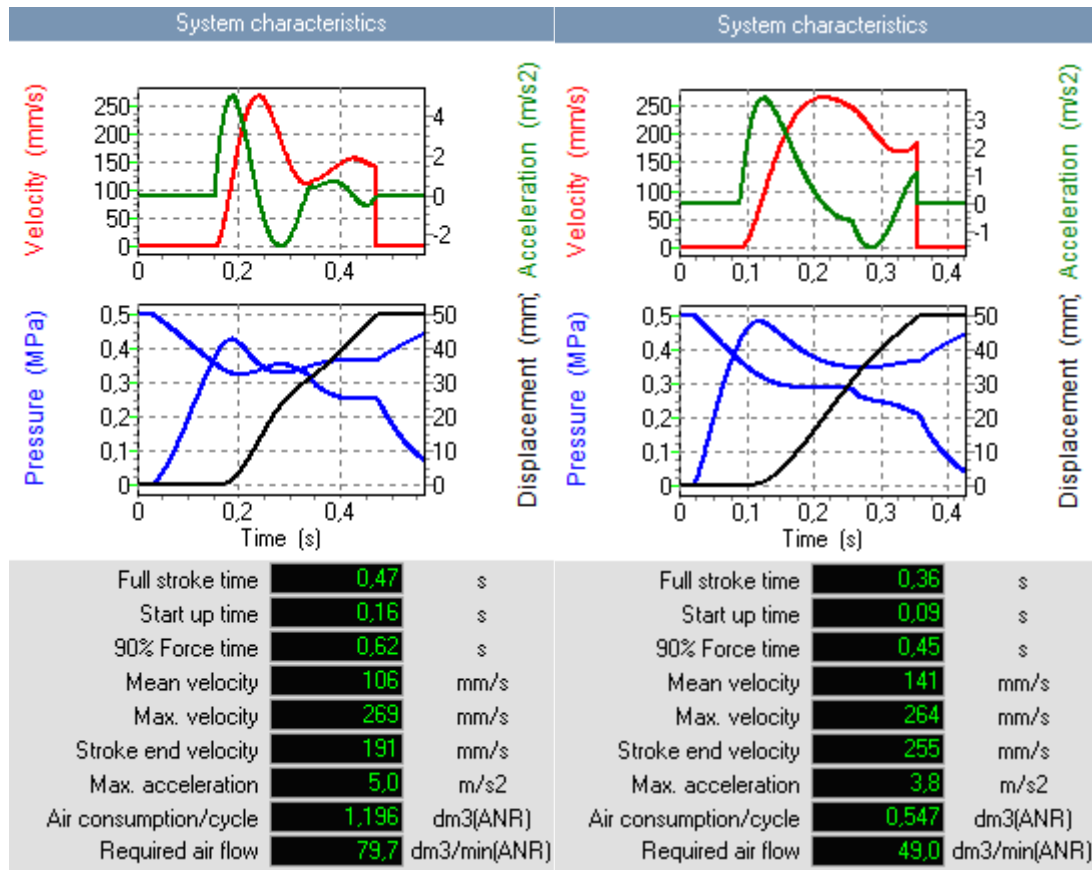 System characteristics
Velocity (mm/s)
250
200
150
100
50
0
4
2
0
-2
Acceleration (m/s2)
0
0,2
0,4
Pressure (MPa)
0,5
0,4
0,3
0,2
0,1
0
50
40
30
20
10
0
Displacement (mm)
0
0,2
0,4
Time (s)
Full stroke time 0,47 s
Start up time 0,16 s
90% Force time 0,62 s
Mean velocity 106 mm/s
Max. velocity 269 mm/s
Stroke end velocity 191 mm/s
Max. acceleration 5,0 m/s2
Air consumption/cycle 1,196 dm3(ANR)
Required air flow 79,7 dm3/min(ANR)
System characteristics
Velocity (mm/s)
250
200
150
100
50
0
3
2
1
0
-1
Acceleration (m/s2)
0
0,1
0,2
0,3
0,4
Pressure (MPa)
0,5
0,4
0,3
0,2
0,1
0
50
40
30
20
10
0
Displacement (mm)
0
0,1
0,2
0,3
0,4
Time (s)
Full stroke time 0,36 s
Start up time 0,09 s
90% Force time 0,45 s
Mean velocity 141 mm/s
Max. velocity 264 mm/s
Stroke end velocity 255 mm/s
Max. acceleration 3,8 m/s2
Air consumption/cycle 0,547 dm3(ANR)
Required air flow 49,0 dm3/min(ANR)